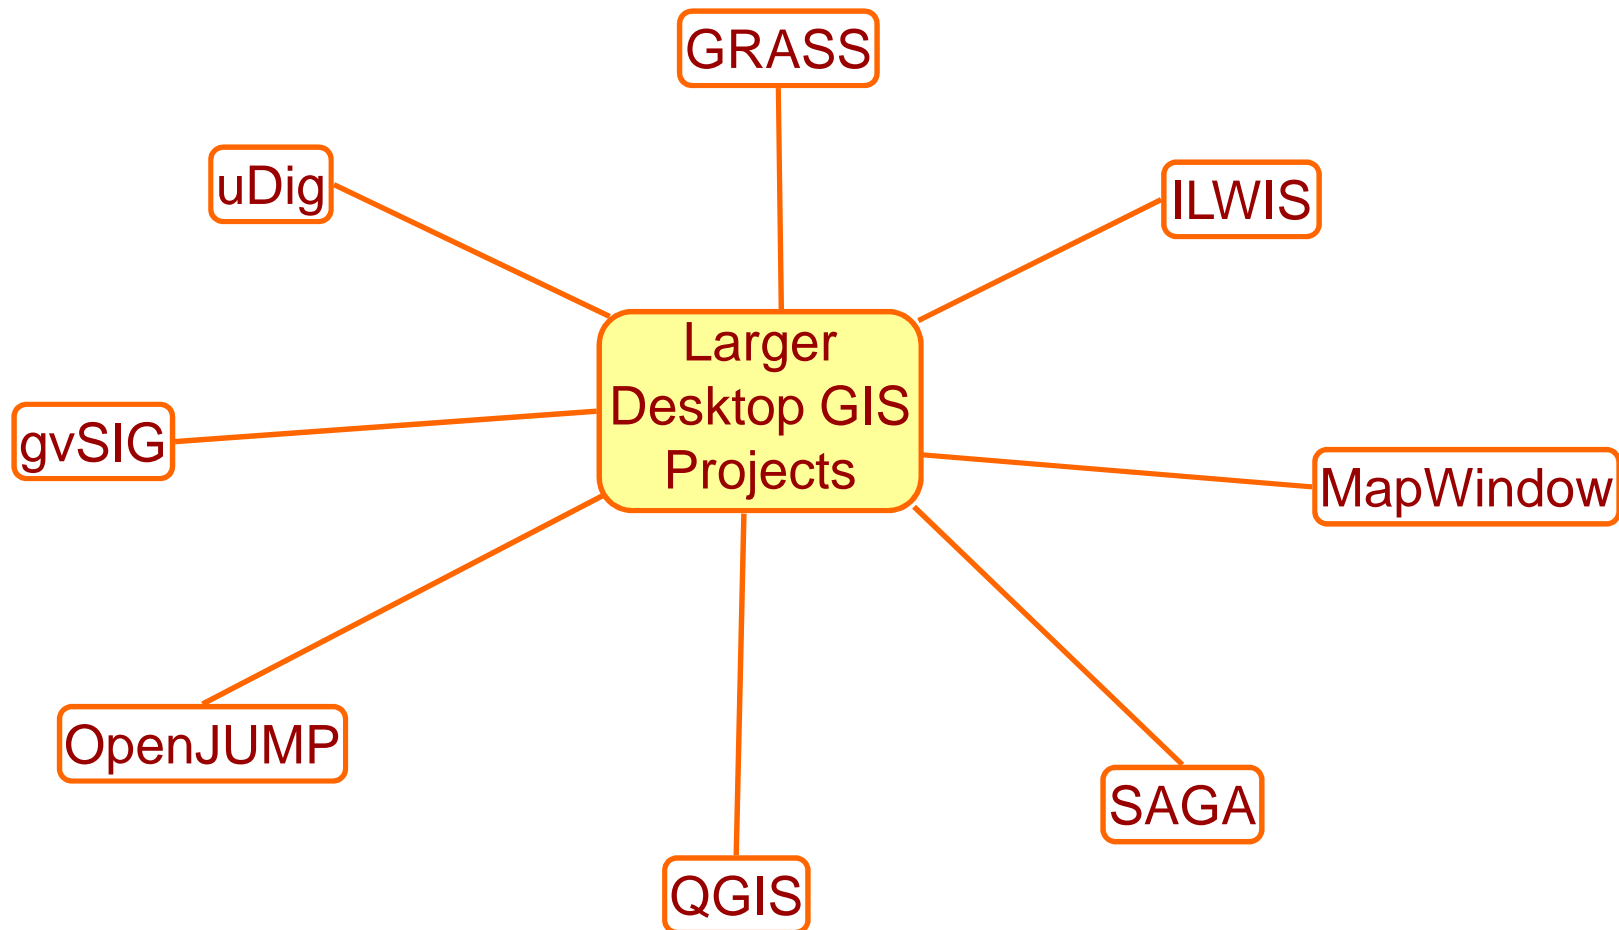 GRASS
uDig
ILWIS
Larger
Desktop GIS
Projects
gvSIG
MapWindow
OpenJUMP
SAGA
QGIS